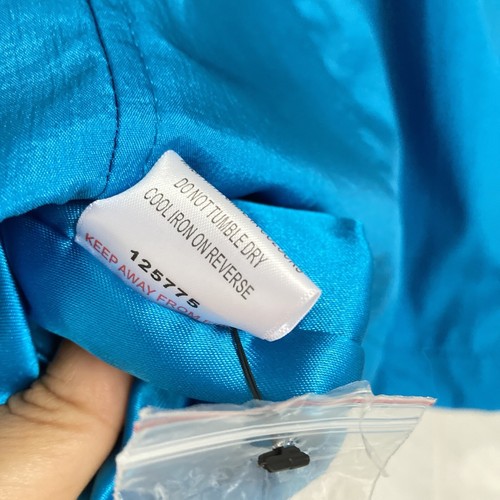 DO NOT TUMBLE DRY
COOL IRON ON REVERSE
125775
KEEP AWAY FROM